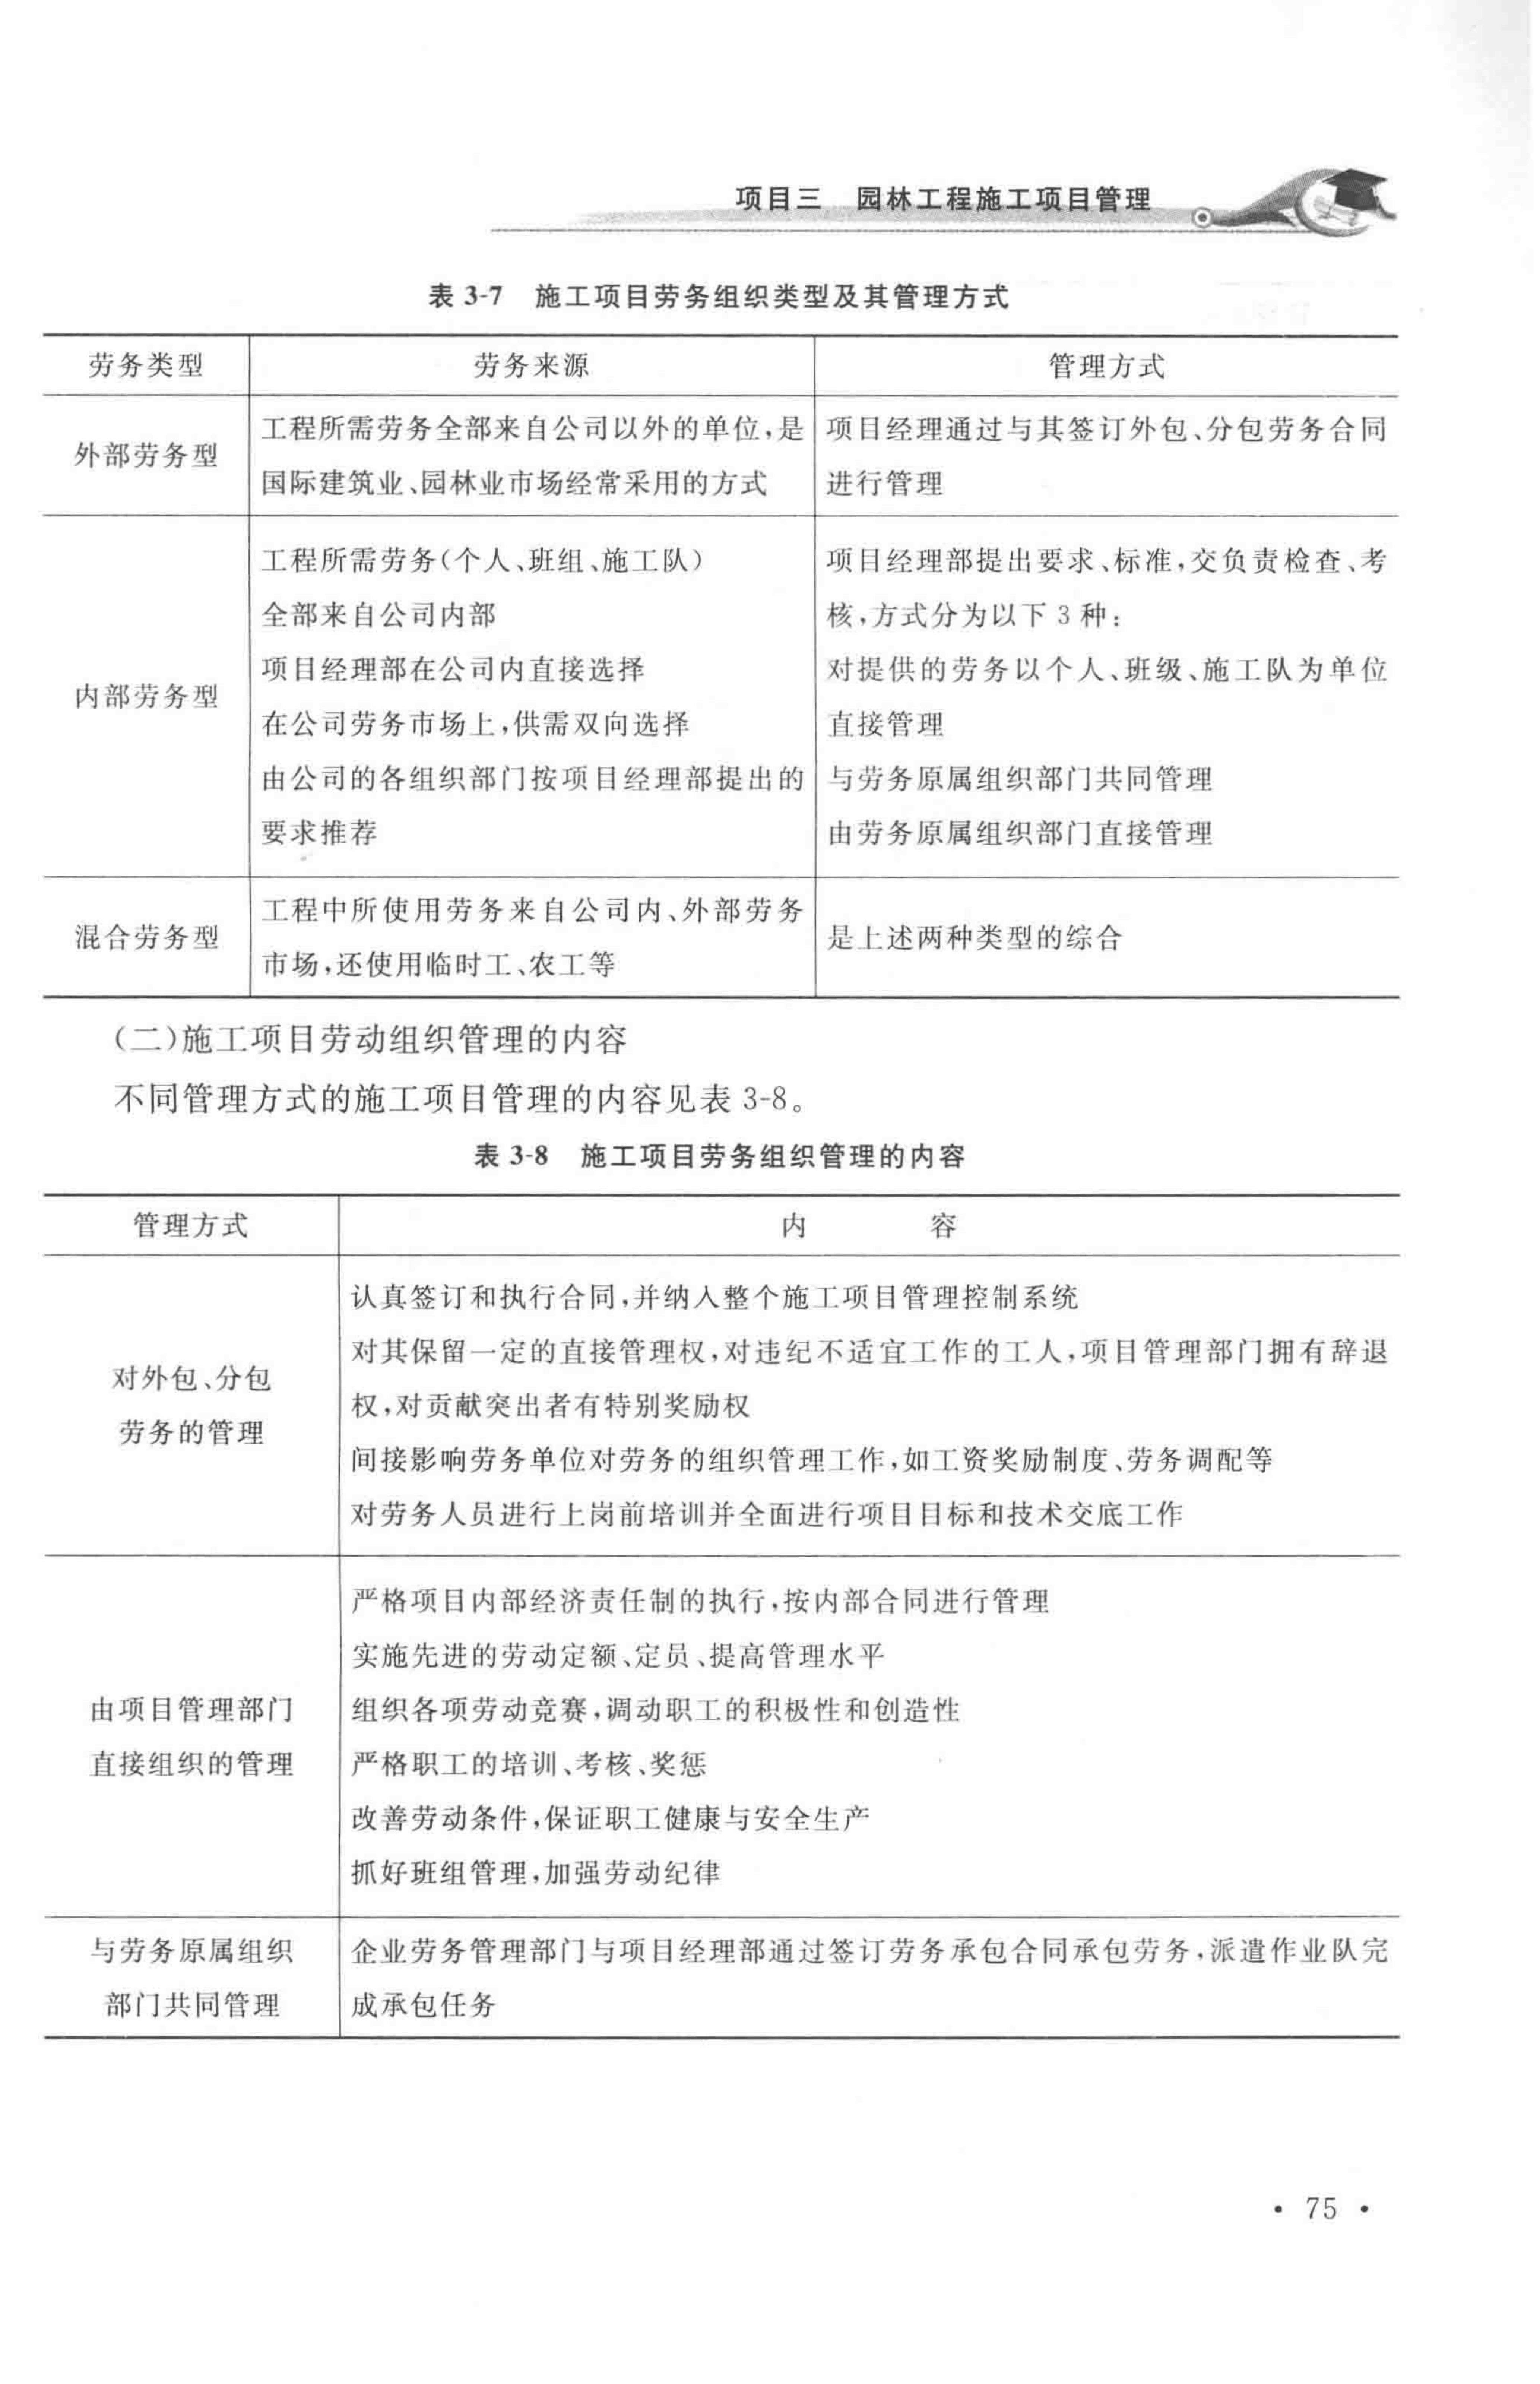 项目三 园林工程施工项目管理
表 3-7 施工项目劳务组织类型及其管理方式
劳务类型 劳务来源 管理方式
外部劳务型
工程所需劳务全部来自公司以外的单位,是
国际建筑业、园林业市场经常采用的方式
项目经理通过与其签订外包、分包劳务合同
进行管理
内部劳务型
工程所需劳务(个人、班组、施工队)
全部来自公司内部
项目经理部在公司内直接选择
在公司劳务市场上,供需双向选择
由公司的各组织部门按项目经理部提出的
要求推荐
项目经理部提出要求、标准,交负责检查、考
核,方式分为以下 3 种:
对提供的劳务以个人、班级、施工队为单位
直接管理
与劳务原属组织部门共同管理
由劳务原属组织部门直接管理
混合劳务型
工程中所使用劳务来自公司内、外部劳务
市场,还使用临时工、农工等
是上述两种类型的综合
(二)施工项目劳动组织管理的内容
不同管理方式的施工项目管理的内容见表 3-8。
表 3-8 施工项目劳务组织管理的内容
管理方式 内 容
对外包、分包
劳务的管理
认真签订和执行合同,并纳入整个施工项目管理控制系统
对其保留一定的直接管理权,对违纪不适宜工作的工人,项目管理部门拥有辞退
权,对贡献突出者有特别奖励权
间接影响劳务单位对劳务的组织管理工作,如工资奖励制度、劳务调配等
对劳务人员进行上岗前培训并全面进行项目目标和技术交底工作
由项目管理部门
直接组织的管理
严格项目内部经济责任制的执行,按内部合同进行管理
实施先进的劳动定额、定员、提高管理水平
组织各项劳动竞赛,调动职工的积极性和创造性
严格职工的培训、考核、奖惩
改善劳动条件,保证职工健康与安全生产
抓好班组管理,加强劳动纪律
与劳务原属组织
部门共同管理
企业劳务管理部门与项目经理部通过签订劳务承包合同承包劳务,派遣作业队完
成承包任务
• 75 •